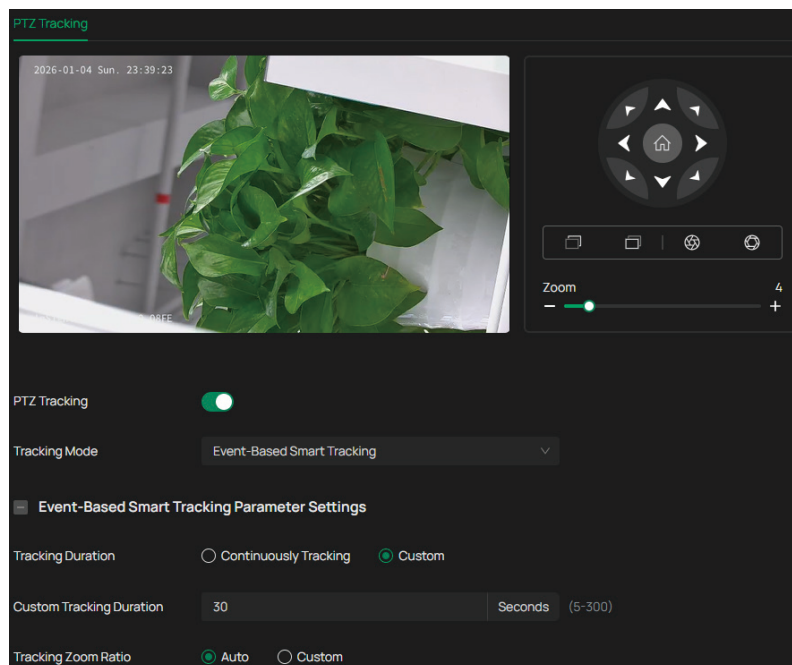 PTZ Tracking
2026-01-04 Sun. 23:39:23
Zoom 4
PTZ Tracking
Tracking Mode Event-Based Smart Tracking
Event-Based Smart Tracking Parameter Settings
Tracking Duration Continuously Tracking Custom
Custom Tracking Duration 30 Seconds (5-300)
Tracking Zoom Ratio Auto Custom